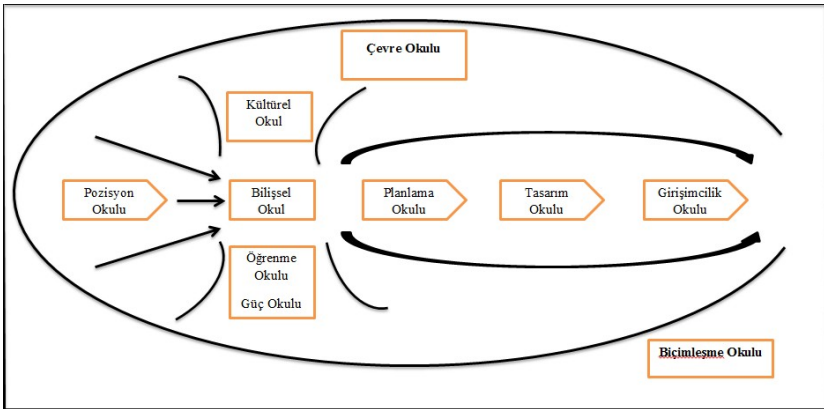 Çevre Okulu
Kültürel
Okul
Pozisyon
Okulu
Bilişsel
Okul
Planlama
Okulu
Tasarım
Okulu
Girişimcilik
Okulu
Öğrenme
Okulu
Güç Okulu
Biçimleşme Okulu